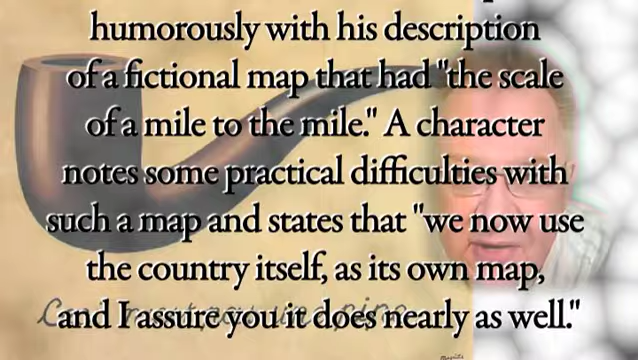 humorously with his description
of a fictional map that had "the scale
of a mile to the mile." A character
notes some practical difficulties with
such a map and states that "we now use
the country itself, as its own map,
and I assure you it does nearly as well."